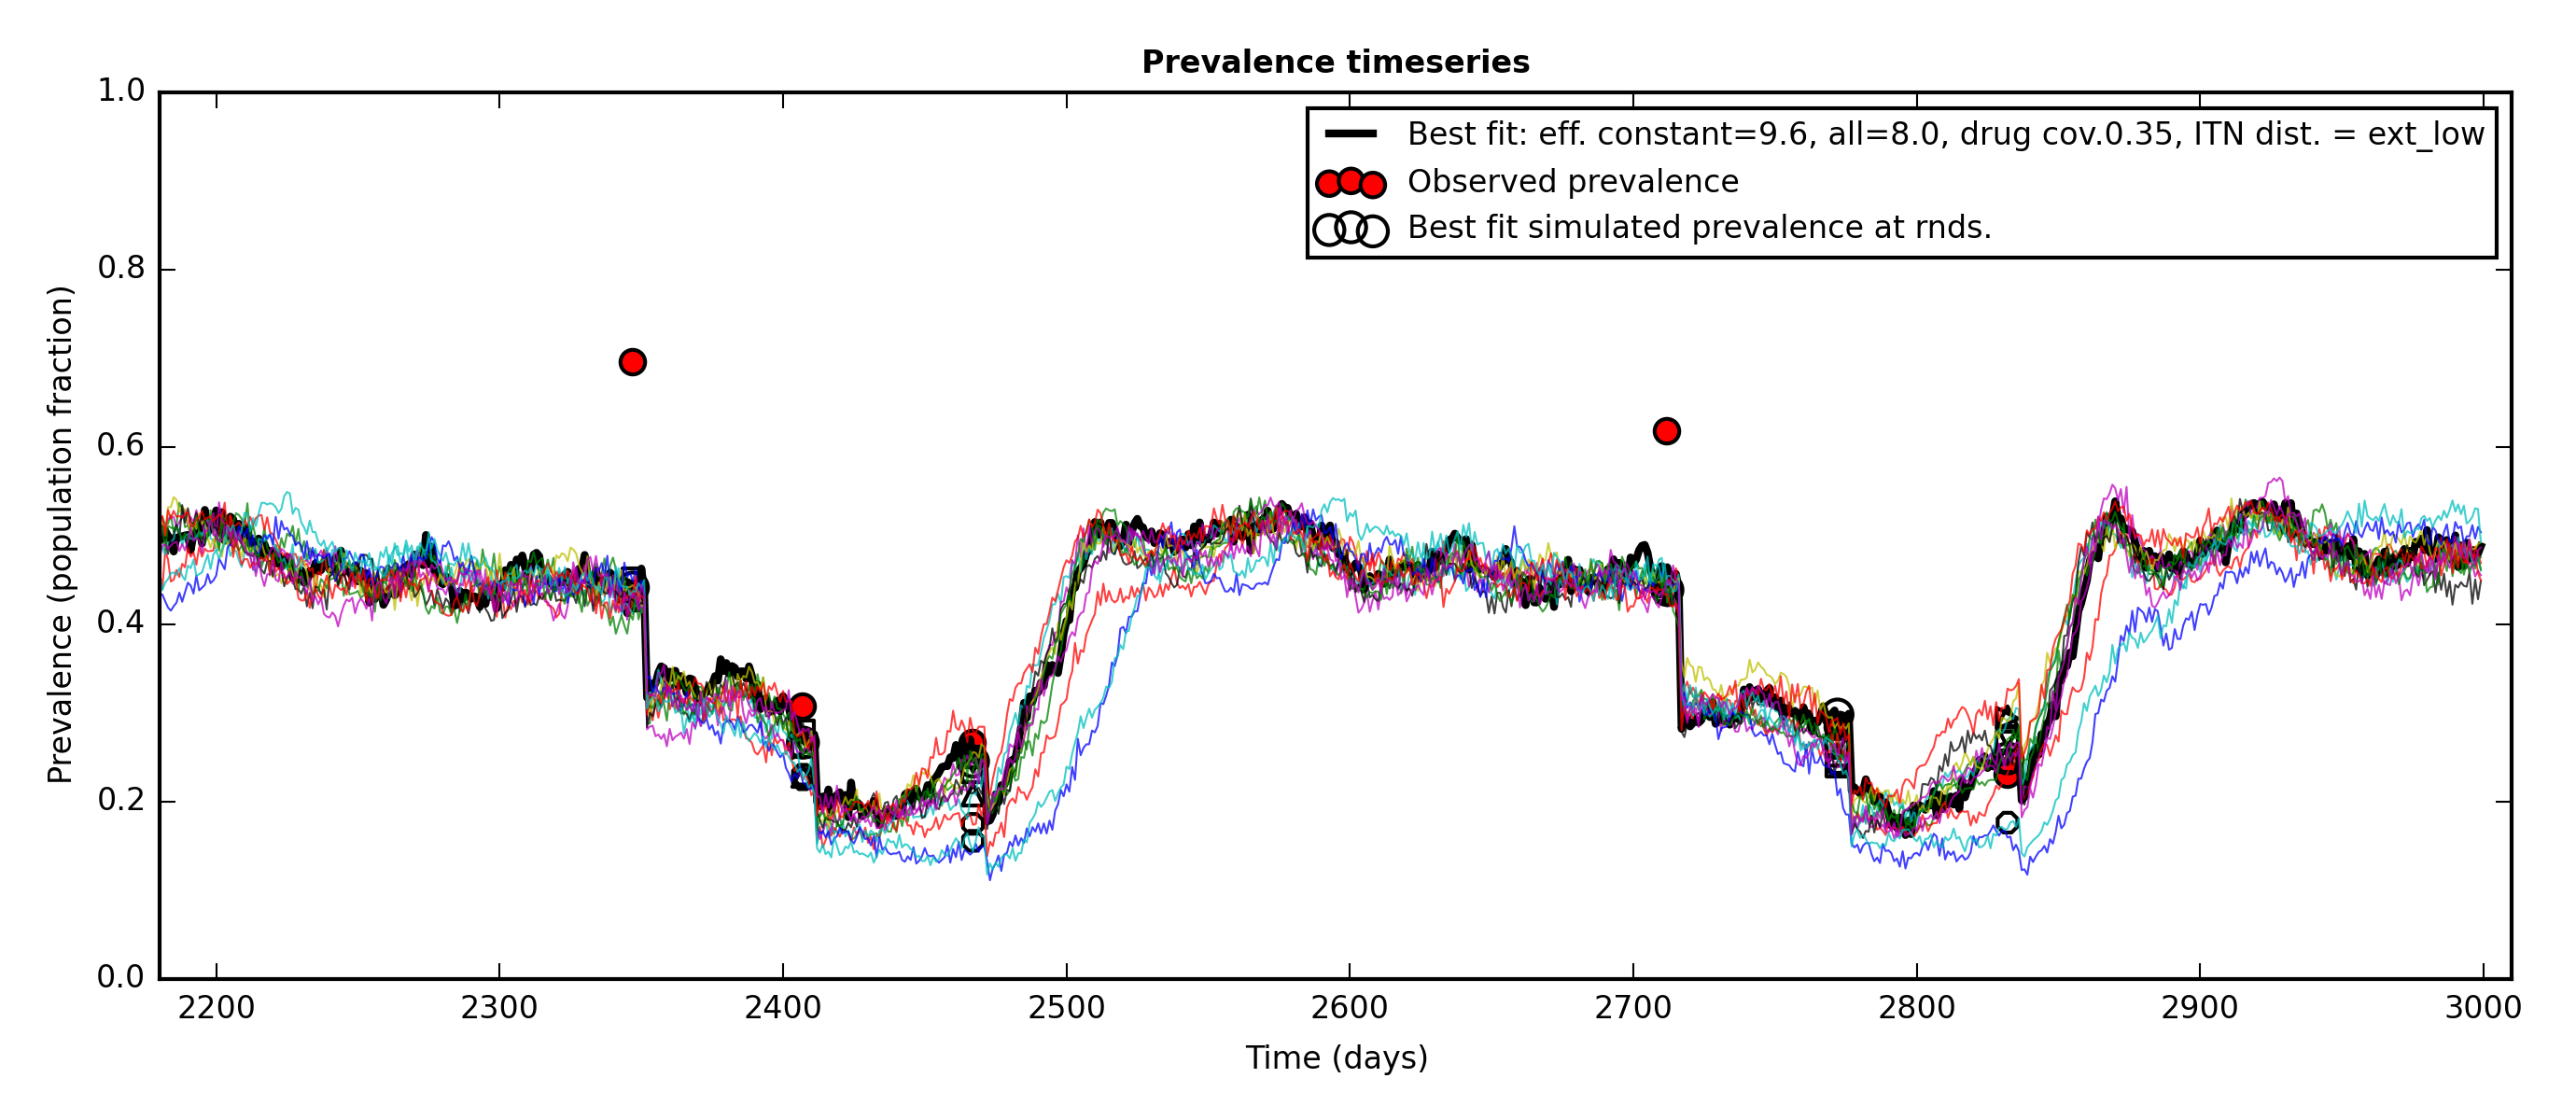 Prevalence timeseries
1.0
0.8
0.6
0.4
0.2
0.0
Prevalence (population fraction)
Best fit: eff. constant=9.6, all=8.0, drug cov.0.35, ITN dist. = ext_low
Observed prevalence
Best fit simulated prevalence at rnds.
2200 2300 2400 2500 2600 2700 2800 2900 3000
Time (days)